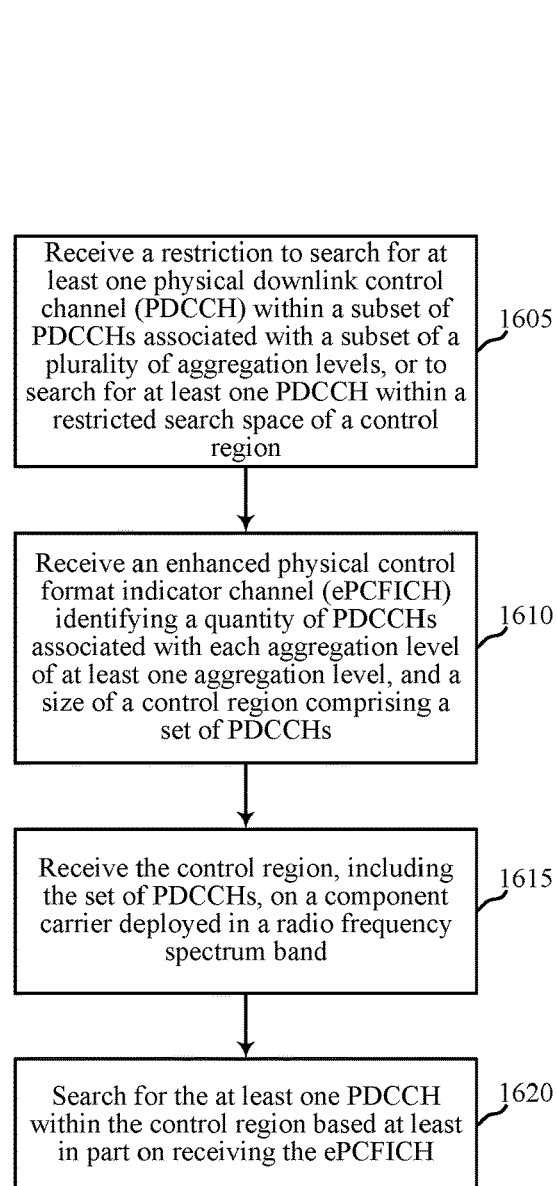 Receive a restriction to search for at
least one physical downlink control
channel (PDCCH) within a subset of
PDCCHs associated with a subset of a
plurality of aggregation levels, or to
search for at least one PDCCH within a
restricted search space of a control
region
1605
Receive an enhanced physical control
format indicator channel (ePCFICH)
identifying a quantity of PDCCHs
associated with each aggregation level
of at least one aggregation level, and a
size of a control region comprising a
set of PDCCHs
1610
Receive the control region, including
the set of PDCCHs, on a component
carrier deployed in a radio frequency
spectrum band
1615
Search for the at least one PDCCH
within the control region based at least
in part on receiving the ePCFICH
1620